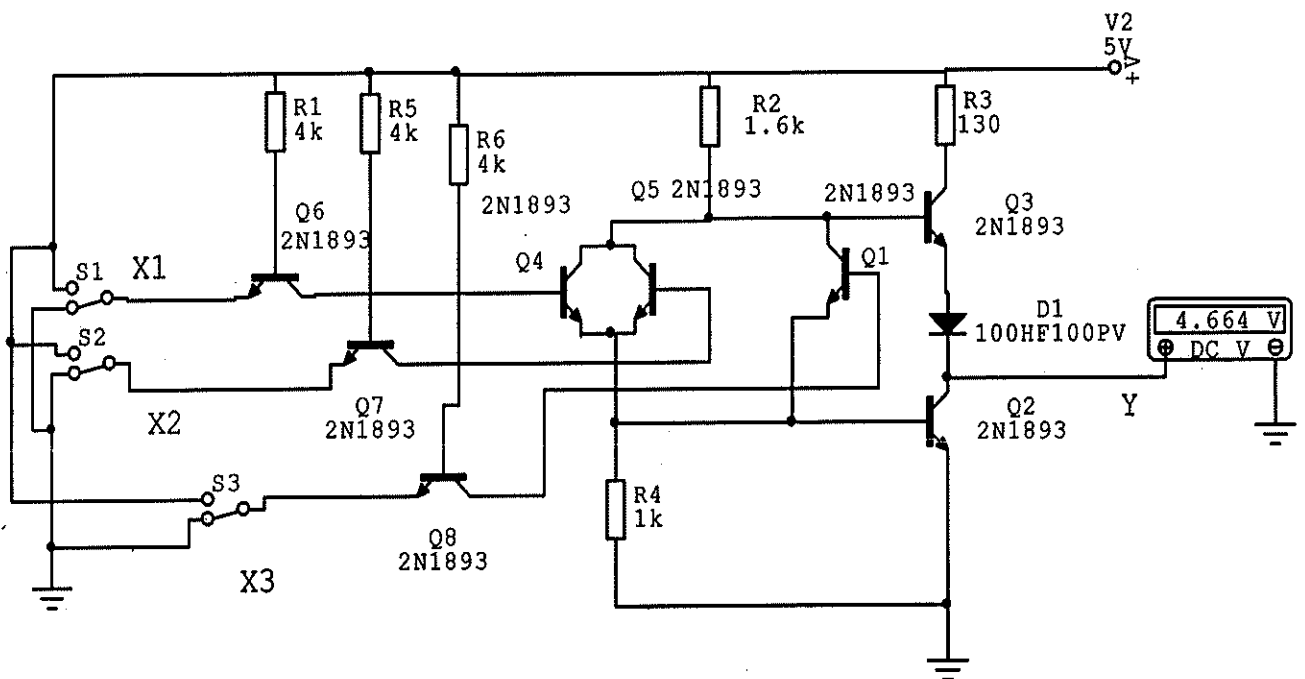 V2
5V
V
+
R1
4k
R5
4k
R6
4k
R2
1.6k
R3
130
2N1893
Q5 2N1893
2N1893
Q6
2N1893
Q3
2N1893
S1
X1
Q4
Q1
S2
X2
D1
100HF100PV
4.664 V
DC V
Q7
2N1893
Y
Q2
2N1893
S3
X3
Q8
2N1893
R4
1k